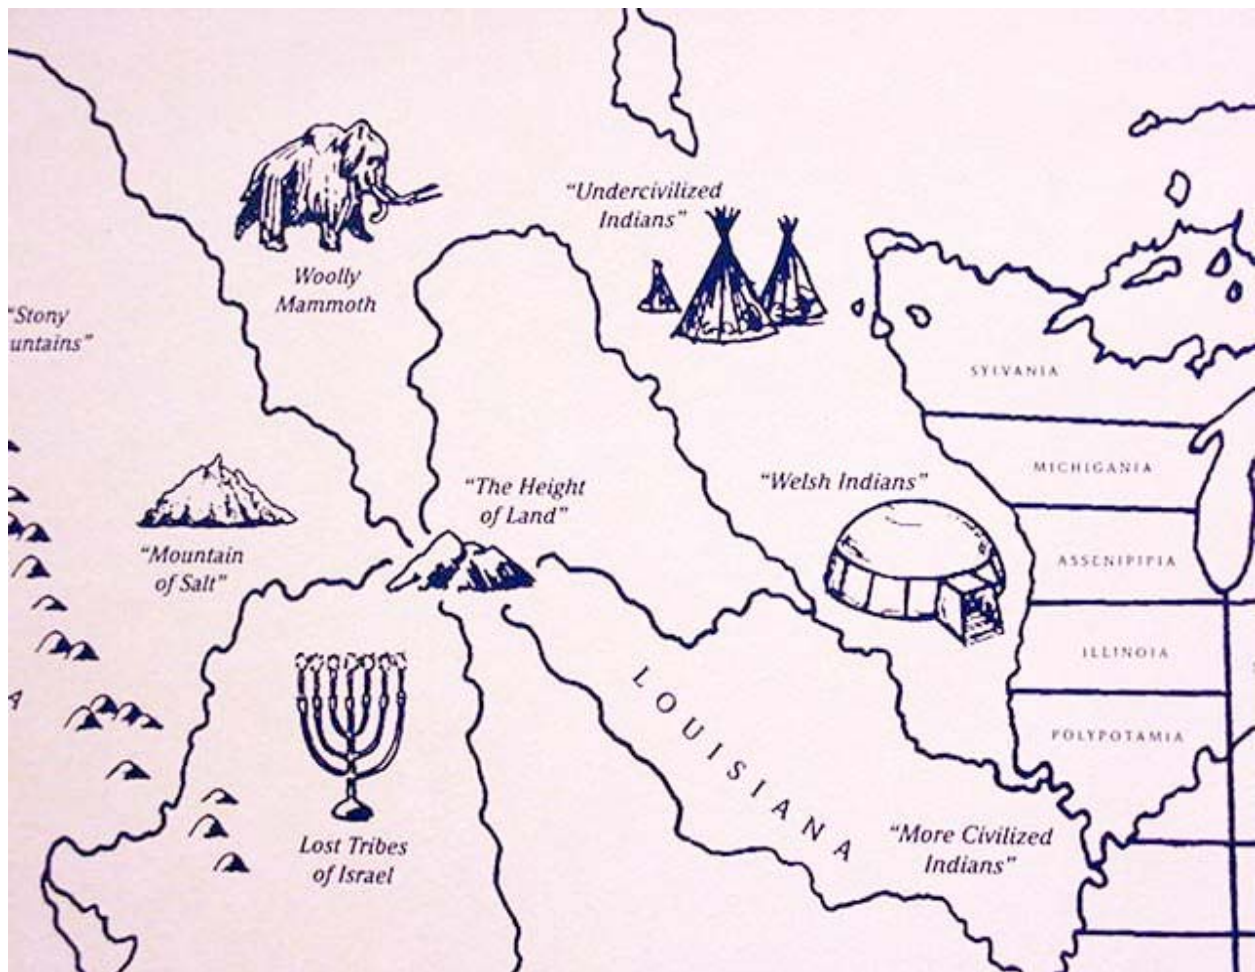 "Undercivilized
Indians"
Woolly
Mammoth
"Stony
untains"
SYLVANIA
MICHIGANIA
"The Height
of Land"
"Welsh Indians"
"Mountain
of Salt"
ASSENIPIPIA
ILLINOIA
LOUISIANA
POLYPOTAMIA
"More Civilized
Indians"
Lost Tribes
of Israel